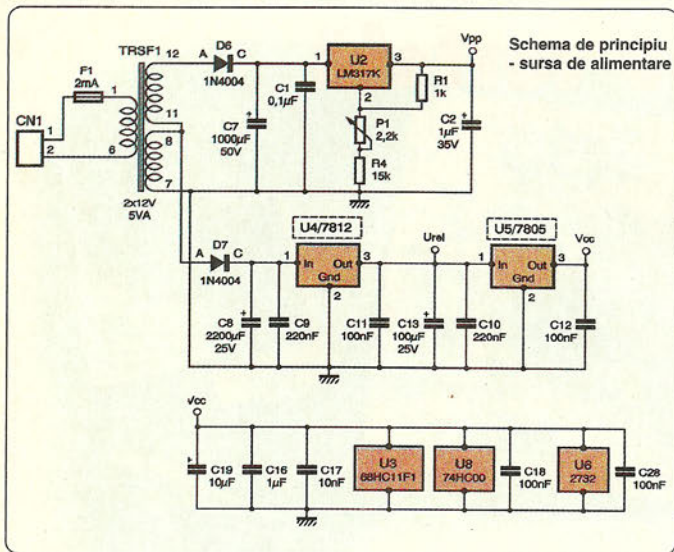 Schema de principiu
- sursa de alimentare
TRSF1
F1
2mA
CN1
1
2
1
6
12
11
8
7
2x12V
5VA
A
D6
C
1N4004
C7
1000µF
50V
C1
0,1µF
1
U2
LM317K
3
2
R1
1k
P1
2,2k
R4
15k
Vpp
C2
1µF
35V
+
+
A
D7
C
1N4004
U4/7812
1
In
Out
3
Gnd
2
Urel
U5/7805
1
In
Out
3
Gnd
2
Vcc
+
C8
2200µF
25V
C9
220nF
C11
100nF
+
C13
100µF
25V
C10
220nF
C12
100nF
Vcc
+
C19
10µF
C16
1µF
C17
10nF
U3
68HC11F1
U8
74HC00
C18
100nF
U6
2732
C28
100nF